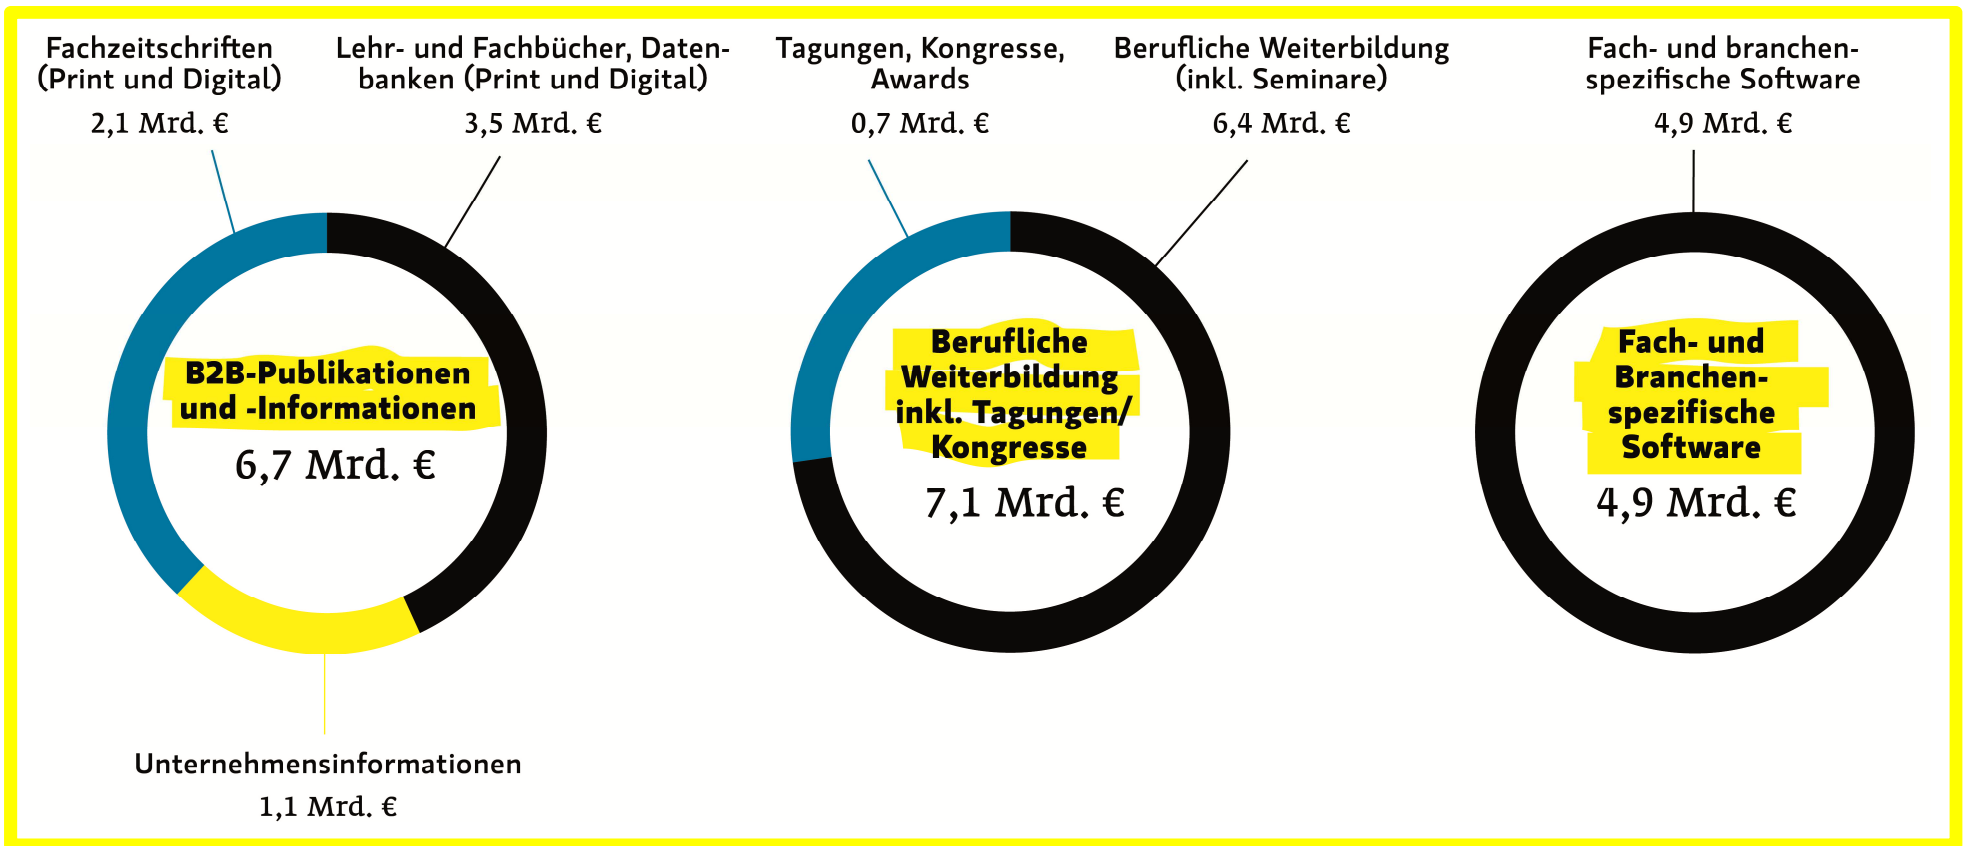 Fachzeitschriften
(Print und Digital)
2,1 Mrd. €
Lehr- und Fachbücher, Daten-
banken (Print und Digital)
3,5 Mrd. €
Tagungen, Kongresse,
Awards
0,7 Mrd. €
Berufliche Weiterbildung
(inkl. Seminare)
6,4 Mrd. €
Fach- und branchen-
spezifische Software
4,9 Mrd. €
B2B-Publikationen
und -Informationen
6,7 Mrd. €
Berufliche
Weiterbildung
inkl. Tagungen/
Kongresse
7,1 Mrd. €
Fach- und
Branchen-
spezifische
Software
4,9 Mrd. €
Unternehmensinformationen
1,1 Mrd. €